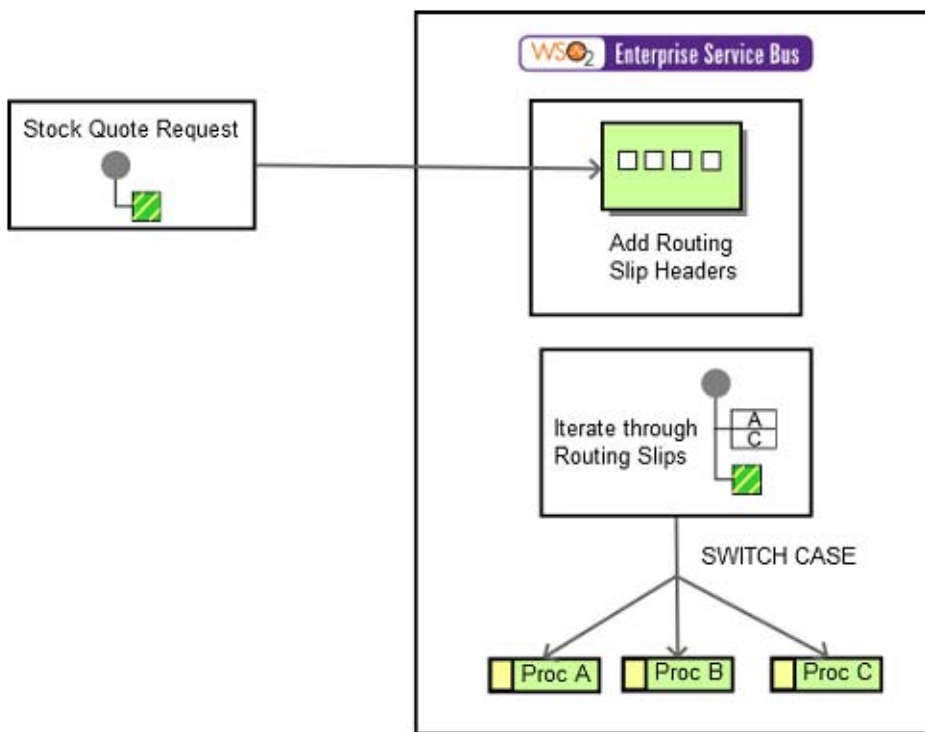 WSO2 Enterprise Service Bus
Stock Quote Request
Add Routing
Slip Headers
Iterate through
Routing Slips
A
C
SWITCH CASE
Proc A
Proc B
Proc C